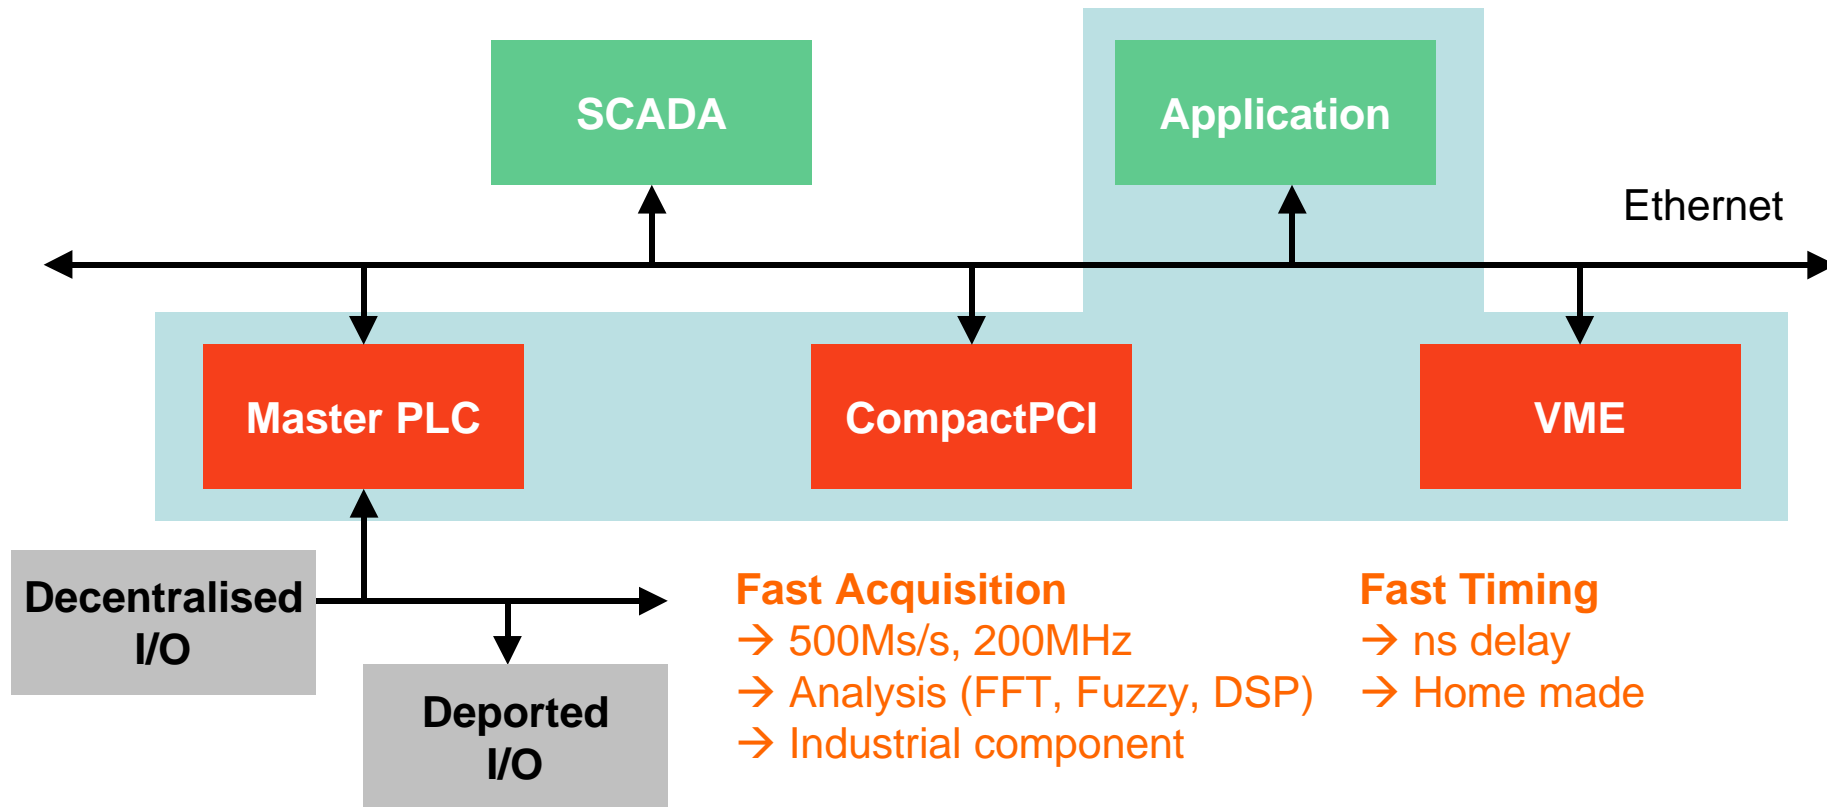 SCADA
Application
Ethernet
Master PLC
CompactPCI
VME
Decentralised
I/O
Deported
I/O
Fast Acquisition
→ 500Ms/s, 200MHz
→ Analysis (FFT, Fuzzy, DSP)
→ Industrial component
Fast Timing
→ ns delay
→ Home made